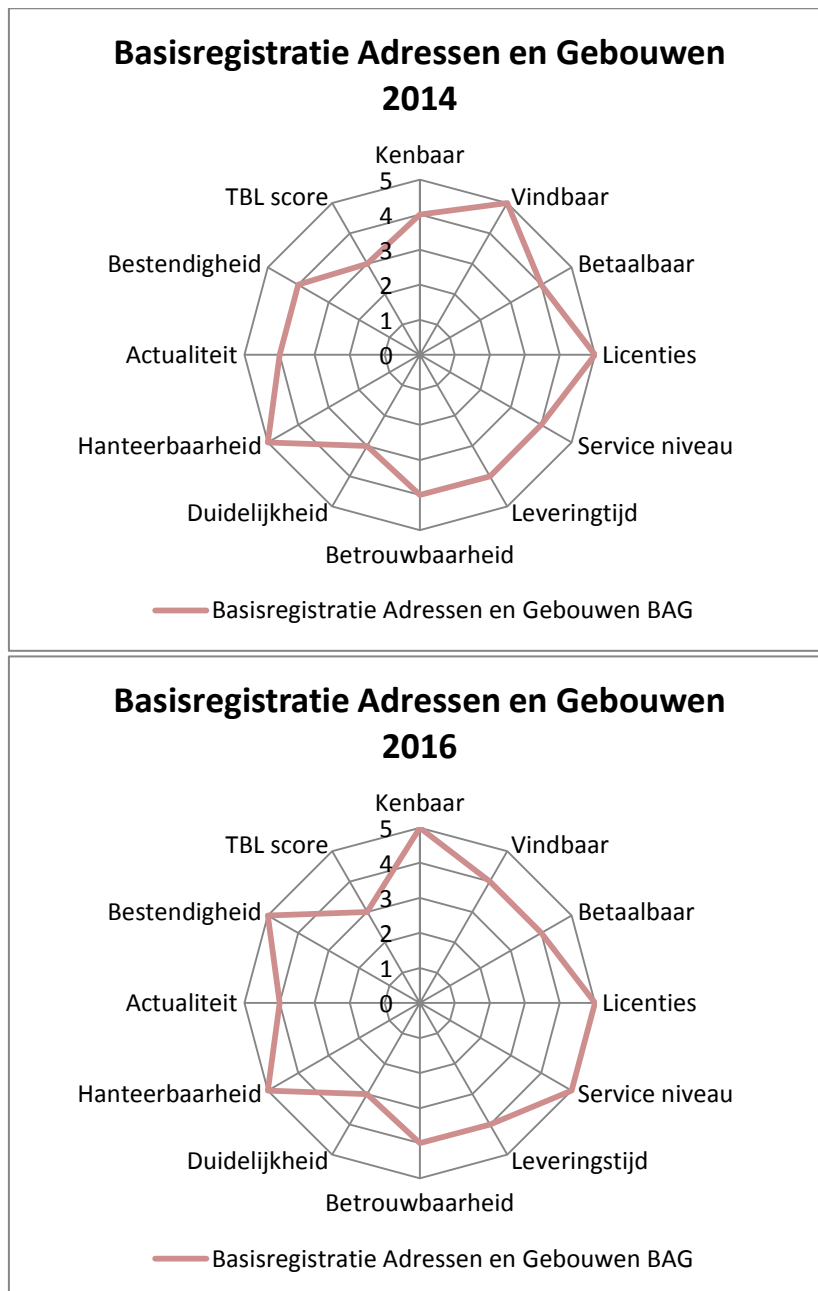 Basisregistratie Adressen en Gebouwen
2014
Kenbaar
Vindbaar
Betaalbaar
Licenties
Service niveau
Leveringtijd
Betrouwbaarheid
Duidelijkheid
Hanteerbaarheid
Actualiteit
Bestendigheid
TBL score
5
4
3
2
1
0
Basisregistratie Adressen en Gebouwen BAG
Basisregistratie Adressen en Gebouwen
2016
Kenbaar
Vindbaar
Betaalbaar
Licenties
Service niveau
Leveringstijd
Betrouwbaarheid
Duidelijkheid
Hanteerbaarheid
Actualiteit
Bestendigheid
TBL score
5
4
3
2
1
0
Basisregistratie Adressen en Gebouwen BAG